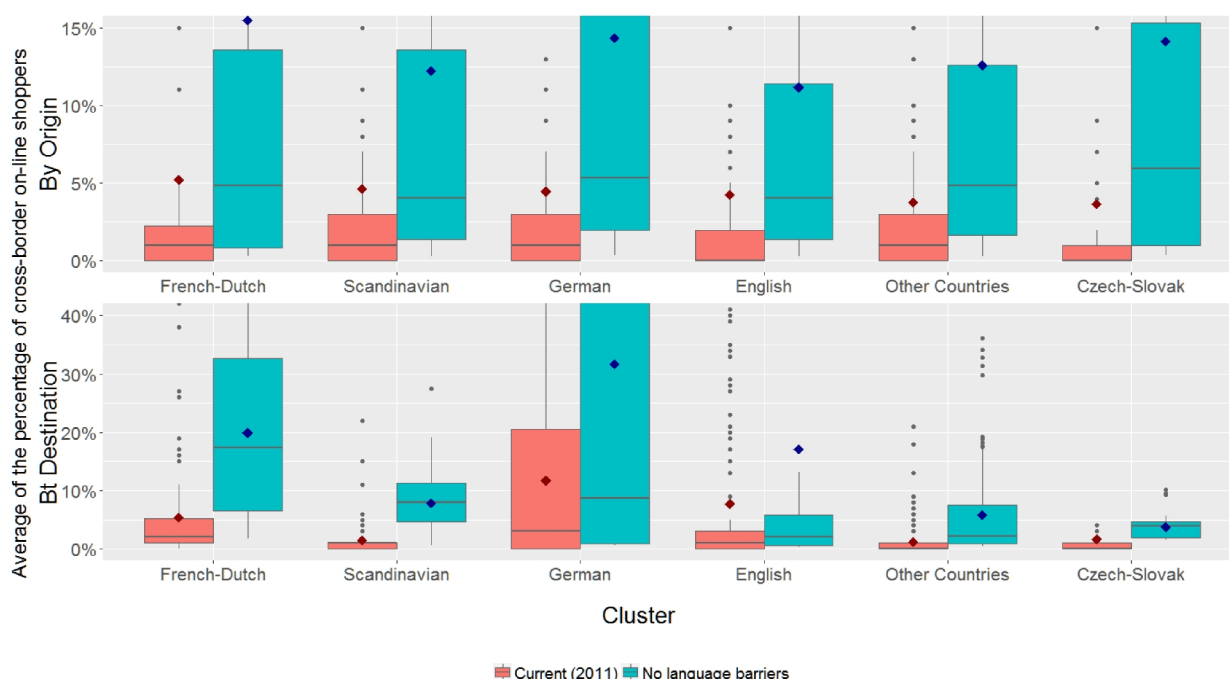 Average of the percentage of cross-border on-line shoppers
By Origin
15%
10%
5%
0%
French-Dutch Scandinavian German English Other Countries Czech-Slovak
Bt Destination
40%
30%
20%
10%
0%
French-Dutch Scandinavian German English Other Countries Czech-Slovak
Cluster
Current (2011) No language barriers